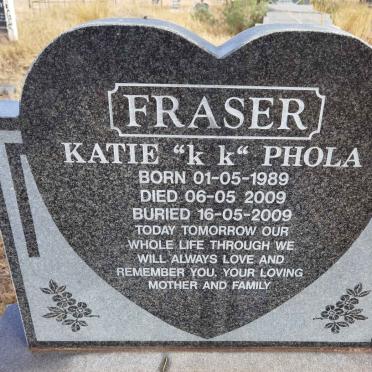 FRASER
KATIE “k k“ PHOLA
BORN 01-05-1989
DIED 06-05 2009
BURIED 16-05-2009
TODAY TOMORROW OUR
WHOLE LIFE THROUGH WE
WILL ALWAYS LOVE AND
REMEMBER YOU, YOUR LOVING
MOTHER AND FAMILY